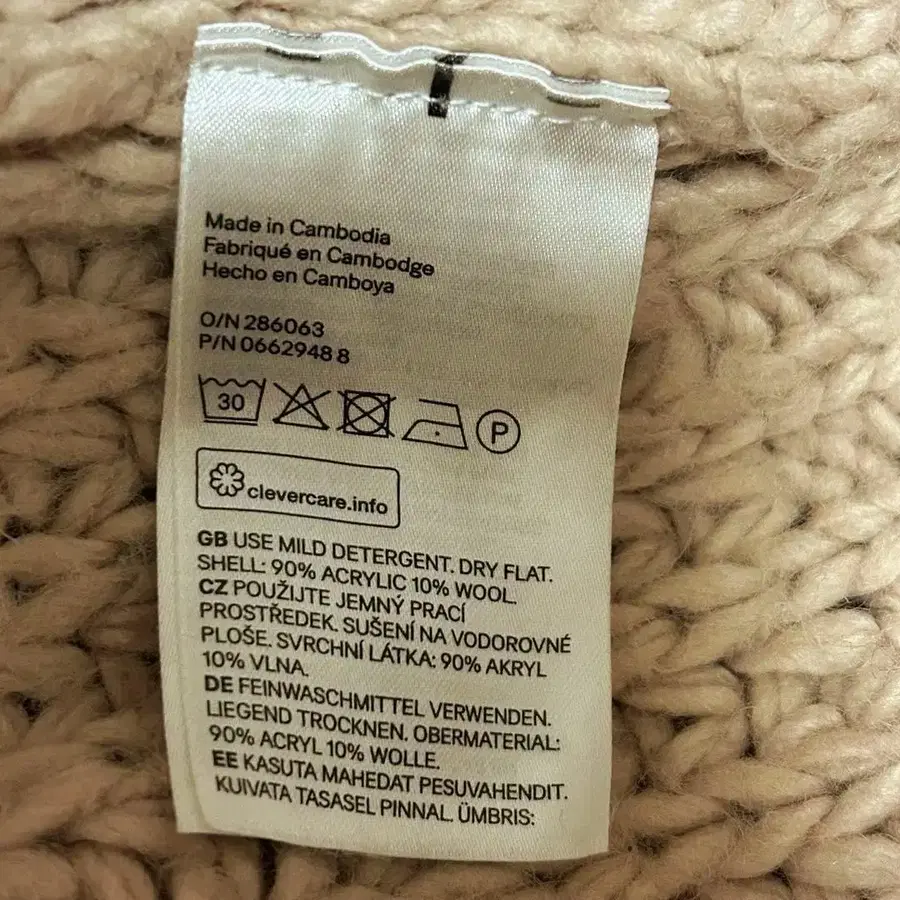 Made in Cambodia
Fabriqué en Cambodge
Hecho en Camboya
O/N 286063
P/N 0662948 8
30
P
clevercare.info
GB USE MILD DETERGENT. DRY FLAT.
SHELL: 90% ACRYLIC 10% WOOL.
CZ POUŽIJTE JEMNÝ PRACÍ
PROSTŘEDEK. SUŠENÍ NA VODOROVNÉ
PLOŠE. SVRCHNÍ LÁTKA: 90% AKRYL
10% VLNA.
DE FEINWASCHMITTEL VERWENDEN.
LIEGEND TROCKNEN. OBERMATERIAL:
90% ACRYL 10% WOLLE.
EE KASUTA MAHEDAT PESUVAHENDIT.
KUIVATA TASASEL PINNAL. ÜMBRIS: